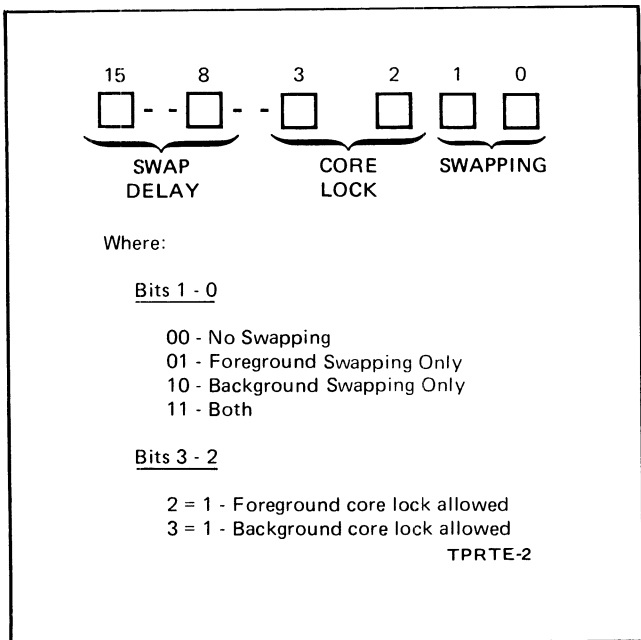 15 8 3 2 1 0
- - - -
SWAP DELAY CORE LOCK SWAPPING
Where:
Bits 1 - 0
00 - No Swapping
01 - Foreground Swapping Only
10 - Background Swapping Only
11 - Both
Bits 3 - 2
2 = 1 - Foreground core lock allowed
3 = 1 - Background core lock allowed
TPRTE-2